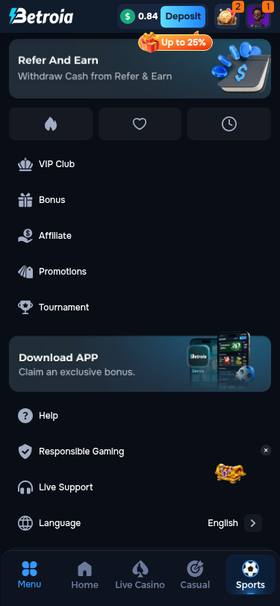 Betroia
$ 0.84 Deposit 2 1
Up to 25%
Refer And Earn
Withdraw Cash from Refer & Earn
VIP Club
Bonus
Affiliate
Promotions
Tournament
Download APP
Claim an exclusive bonus.
Betroia
Help
Responsible Gaming
Live Support
Language English
Menu Home Live Casino Casual Sports